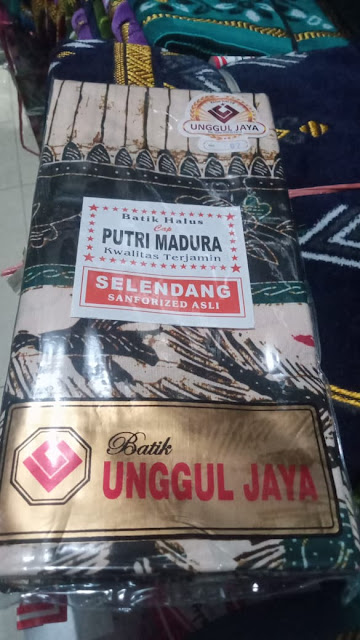 UNGGUL JAYA
Batik Halus
Cap
PUTRI MADURA
Kwalitas Terjamin
SELENDANG
SANFORIZED ASLI
Batik
UNGGUL JAYA